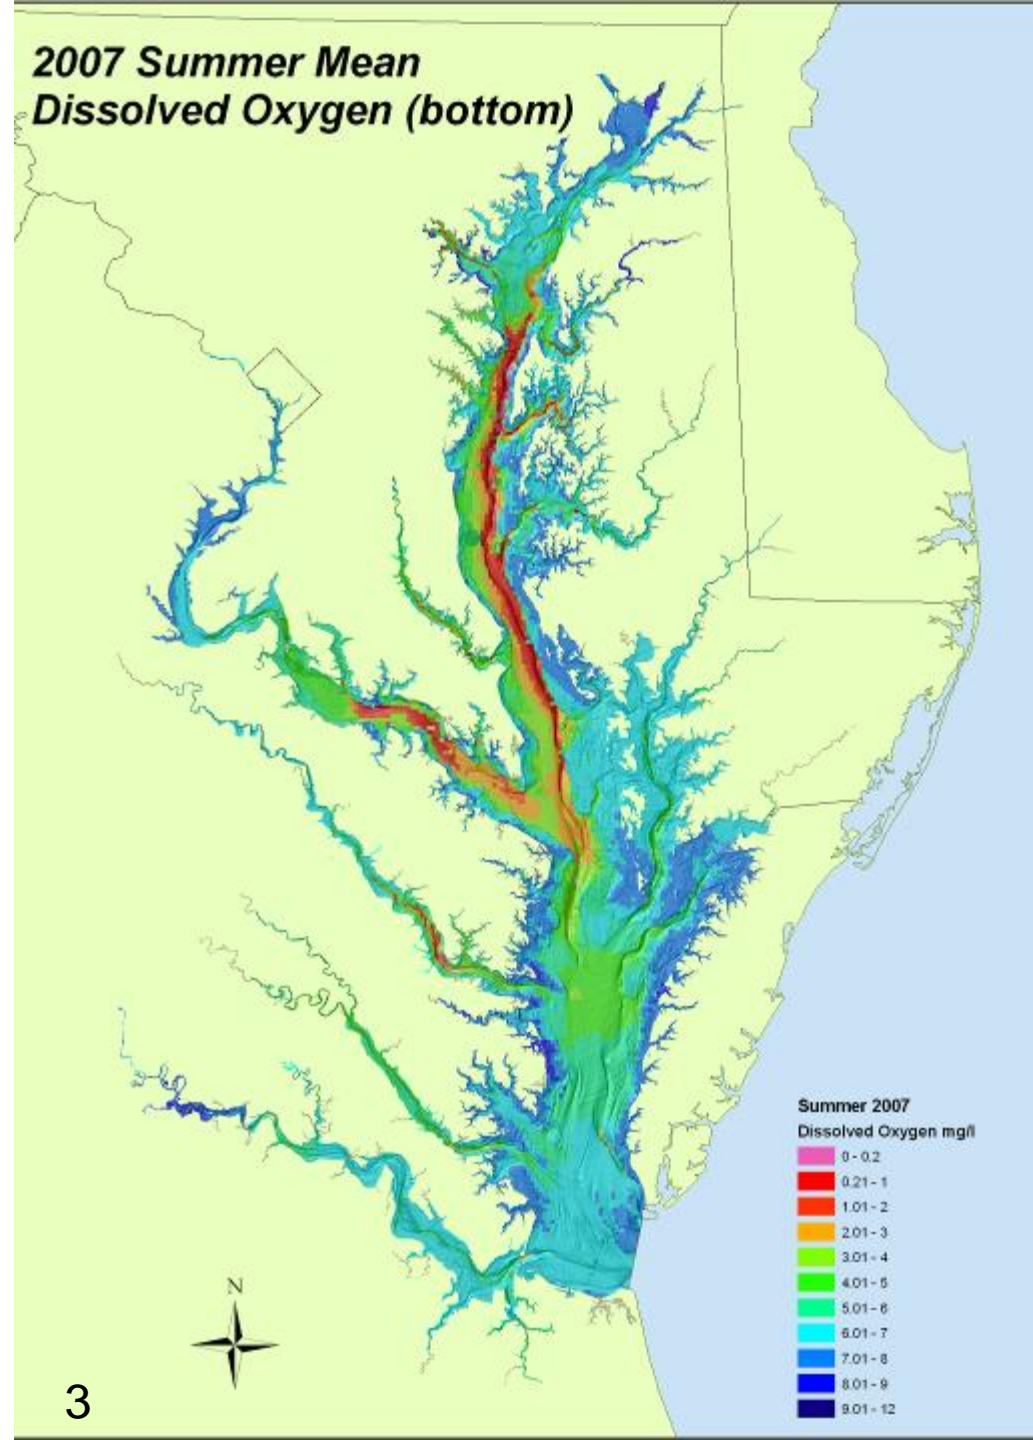 2007 Summer Mean
Dissolved Oxygen (bottom)
Summer 2007
Dissolved Oxygen mg/l
0 - 0.2
0.21 - 1
1.01 - 2
2.01 - 3
3.01 - 4
4.01 - 5
5.01 - 6
6.01 - 7
7.01 - 8
8.01 - 9
9.01 - 12
N
3